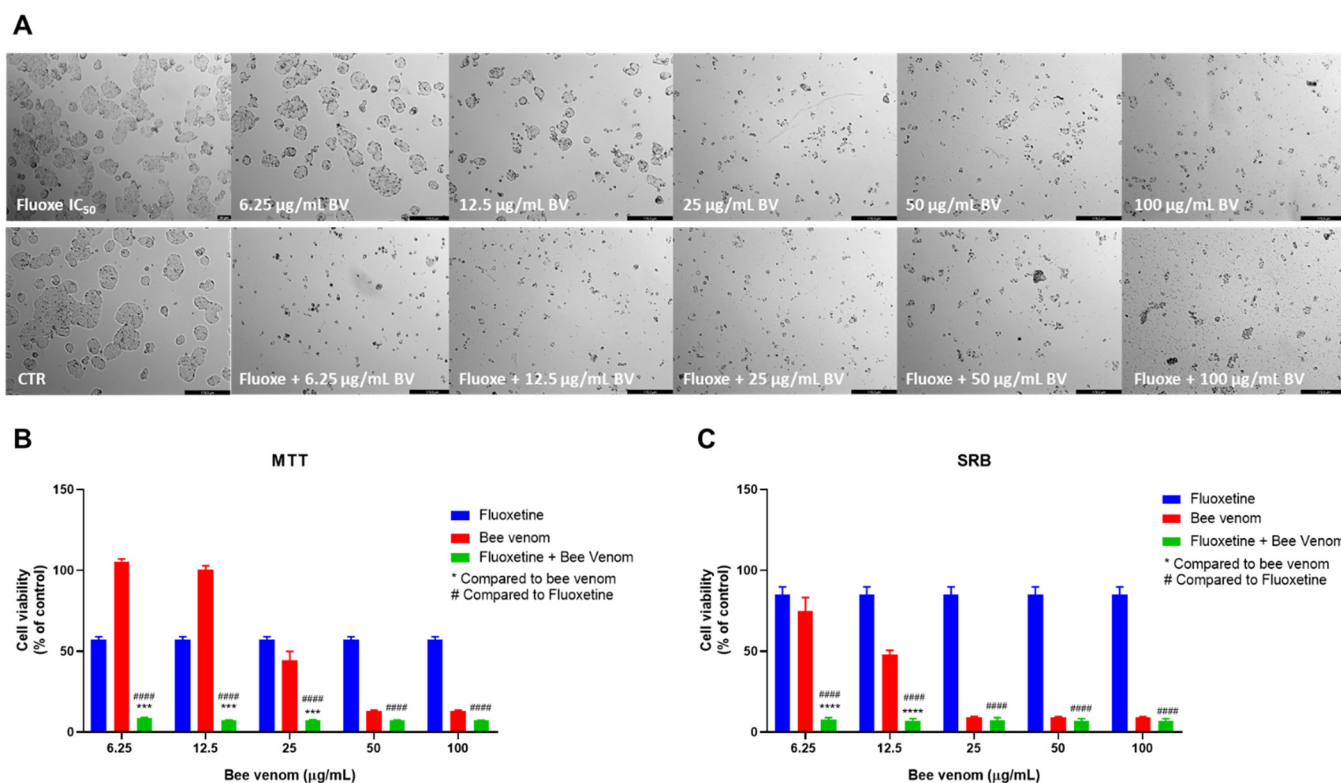 A
Fluoxe IC50
6.25 µg/mL BV
12.5 µg/mL BV
25 µg/mL BV
50 µg/mL BV
100 µg/mL BV
CTR
Fluoxe + 6.25 µg/mL BV
Fluoxe + 12.5 µg/mL BV
Fluoxe + 25 µg/mL BV
Fluoxe + 50 µg/mL BV
Fluoxe + 100 µg/mL BV
B
MTT
Cell viability
(% of control)
150
100
50
0
#### 
***
####
***
####
***
####
####
6.25
12.5
25
50
100
Bee venom (µg/mL)
Fluoxetine
Bee venom
Fluoxetine + Bee Venom
* Compared to bee venom
# Compared to Fluoxetine
C
SRB
Cell viability
(% of control)
150
100
50
0
####
****
####
****
####
####
####
6.25
12.5
25
50
100
Bee venom (µg/mL)
Fluoxetine
Bee venom
Fluoxetine + Bee Venom
* Compared to bee venom
# Compared to Fluoxetine